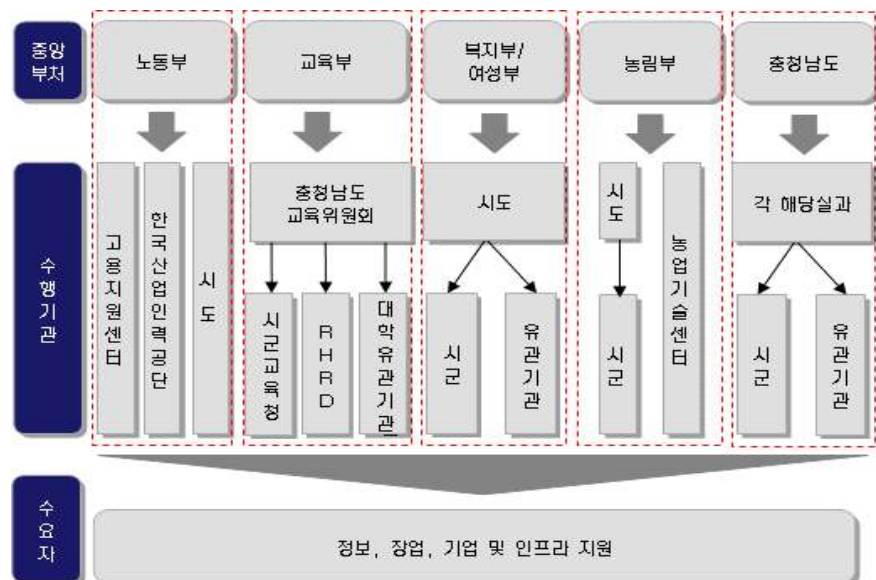 중앙
부처
노동부
교육부
복지부/
여성부
농림부
충청남도
수행기관
고용지원센터
한국산업인력공단
시도
충청남도
교육위원회
시군교육청
RHRD
대학유관기관
시도
시군
유관기관
시도
시군
농업기술센터
각 해당실과
시군
유관기관
수요자
정보, 장업, 기업 및 인프라 지원